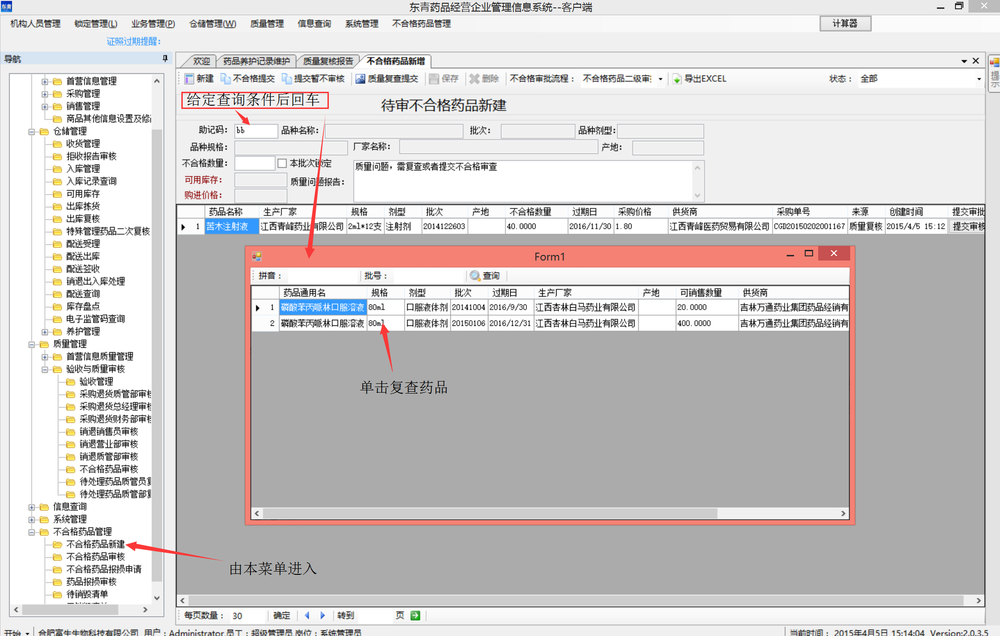 东青
东青药品经营企业管理信息系统--客户端
机构人员管理 锁定管理(L) 业务管理(P) 仓储管理(W) 质量管理 信息查询 系统管理 不合格药品管理 计算器
证照过期提醒：
导航
首营信息管理
采购管理
销售管理
商品其他信息设置及修
仓储管理
收货管理
拒收报告审核
入库管理
入库记录查询
可用库存
出库拣货
出库复核
特殊管理药品二次复核
配送受理
配送出库
配送签收
销退出入库处理
配送查询
库存盘点
电子监管码查询
养护管理
质量管理
首营信息质量管理
验收与质量审核
验收管理
采购退货质管部审核
采购退货总经理审核
采购退货财务部审核
销退销售员审核
销退营业部审核
销退质管部审核
不合格药品审核
待处理药品质管员复
待处理药品质管部复
信息查询
系统管理
不合格药品管理
不合格药品新建
不合格药品审核
不合格药品报损申请
药品报损审核
待销毁清单
欢迎 药品养护记录维护 质量复核报告 不合格药品新增
新建 不合格提交 提交暂不审核 质量复查提交 保存 删除 不合格审批流程： 不合格药品二级审 导出EXCEL 状态： 全部
提示
给定查询条件后回车
待审不合格药品新建
助记码： bb 品种名称： 批次： 品种剂型：
品种规格： 厂家名称： 产地：
不合格数量： 本批次锁定
质量问题，需复查或者提交不合格审查
可用库存： 质量问题报告：
购进价格：
药品名称 生产厂家 规格 剂型 批次 产地 不合格数量 过期日 采购价格 供货商 采购单号 来源 创建时间 提交审批
1 苦木注射液 江西青峰药业有限公司 2ml*12支 注射剂 2014122603 40.0000 2016/11/30 1.80 江西青峰医药贸易有限公司 CGD20150202001167 质量复核 2015/4/5 15:12 提交审核
Form1
拼音： 批号： 查询
药品通用名 规格 剂型 批次 过期日 生产厂家 产地 可销售数量 供货商
1 磷酸苯丙哌林口服溶液 80ml 口服液体剂 20141004 2016/9/30 江西杏林白马药业有限公司 20.0000 吉林万通药业集团药品经销有
2 磷酸苯丙哌林口服溶液 80ml 口服液体剂 20150106 2016/12/31 江西杏林白马药业有限公司 400.0000 吉林万通药业集团药品经销有
单击复查药品
由本菜单进入
每页数量： 30 确定 转到 页
开始 合肥富生生物科技有限公司 用户：Administrator,员工：超级管理员,岗位：系统管理员 当前时间： 2015年4月5日 15:14:04 Version:2.0.3.5